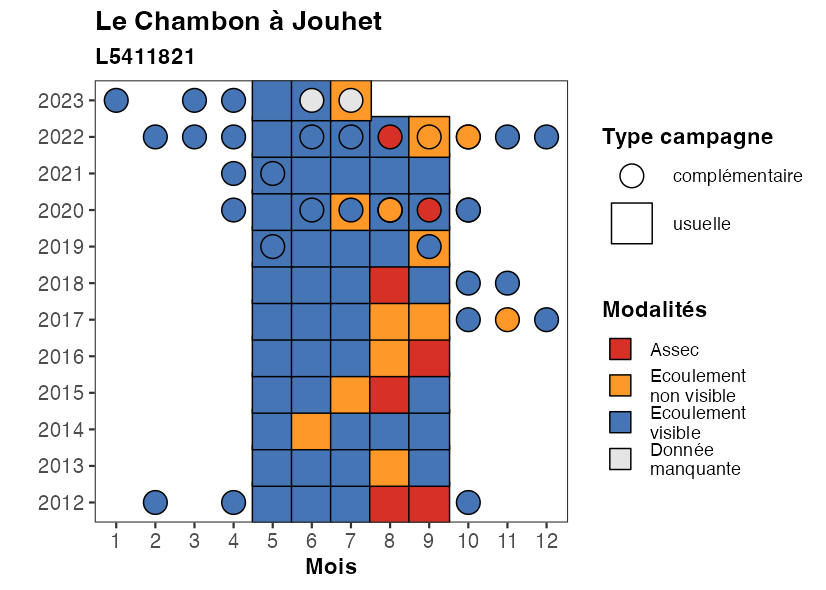 Le Chambon à Jouhet
L5411821
2023
2022
2021
2020
2019
2018
2017
2016
2015
2014
2013
2012
1 2 3 4 5 6 7 8 9 10 11 12
Mois
Type campagne
complémentaire
usuelle
Modalités
Assec
Ecoulement
non visible
Ecoulement
visible
Donnée
manquante